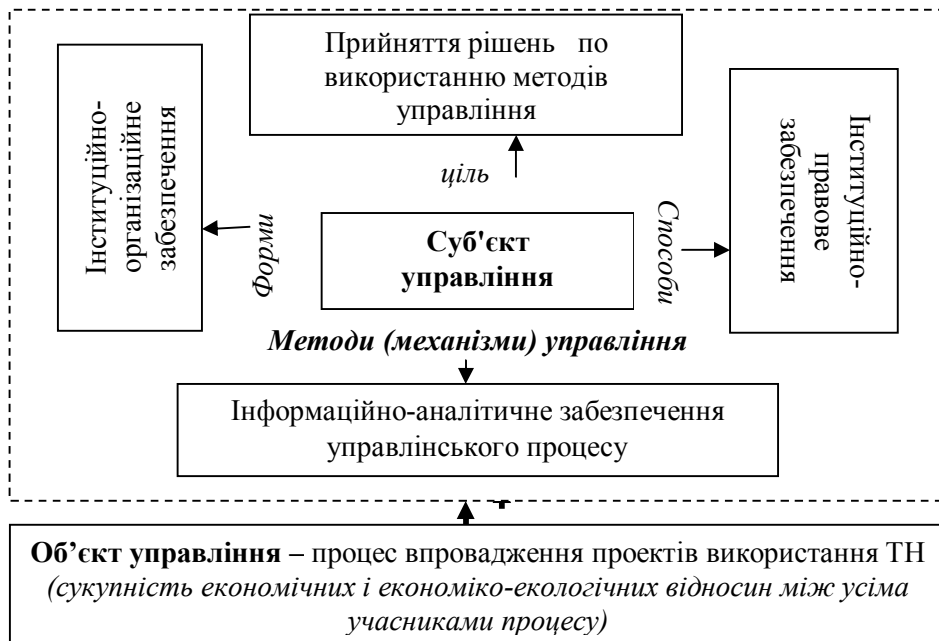 Прийняття рішень по
використанню методів
управління
Інституційно-
організаційне
забезпечення
ціль
Інституційно-
правове
забезпечення
Форми
Суб'єкт
управління
Способи
Методи (механізми) управління
Інформаційно-аналітичне забезпечення
управлінського процесу
Об’єкт управління – процес впровадження проектів використання ТН
(сукупність економічних і економіко-екологічних відносин між усіма
учасниками процесу)